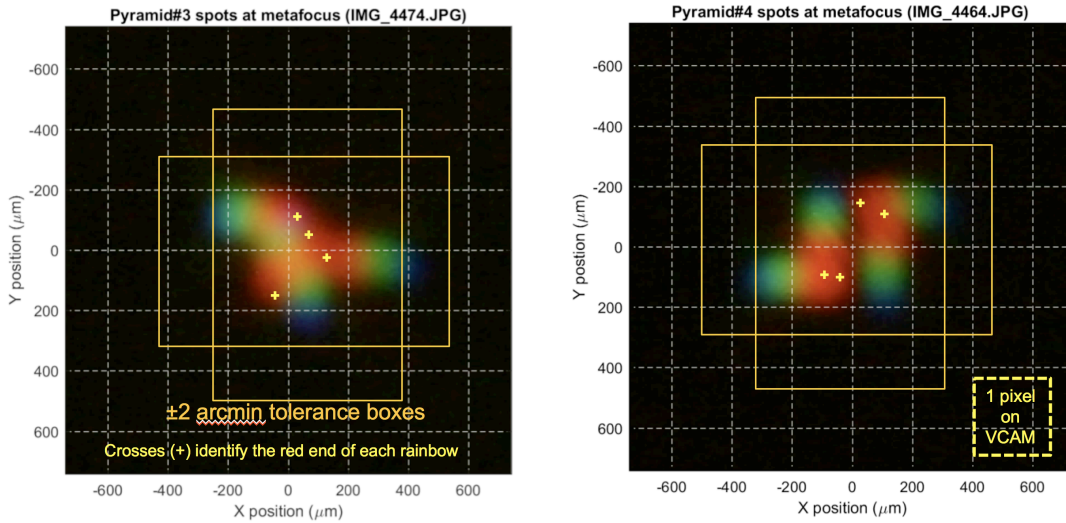 Pyramid#3 spots at metafocus (IMG_4474.JPG)
-600
-400
-200
0
200
400
600
Y position (μm)
±2 arcmin tolerance boxes
Crosses (+) identify the red end of each rainbow
-600 -400 -200 0 200 400 600
X position (μm)
Pyramid#4 spots at metafocus (IMG_4464.JPG)
-600
-400
-200
0
200
400
600
Y postion (μm)
1 pixel
on
VCAM
-600 -400 -200 0 200 400 600
X position (μm)